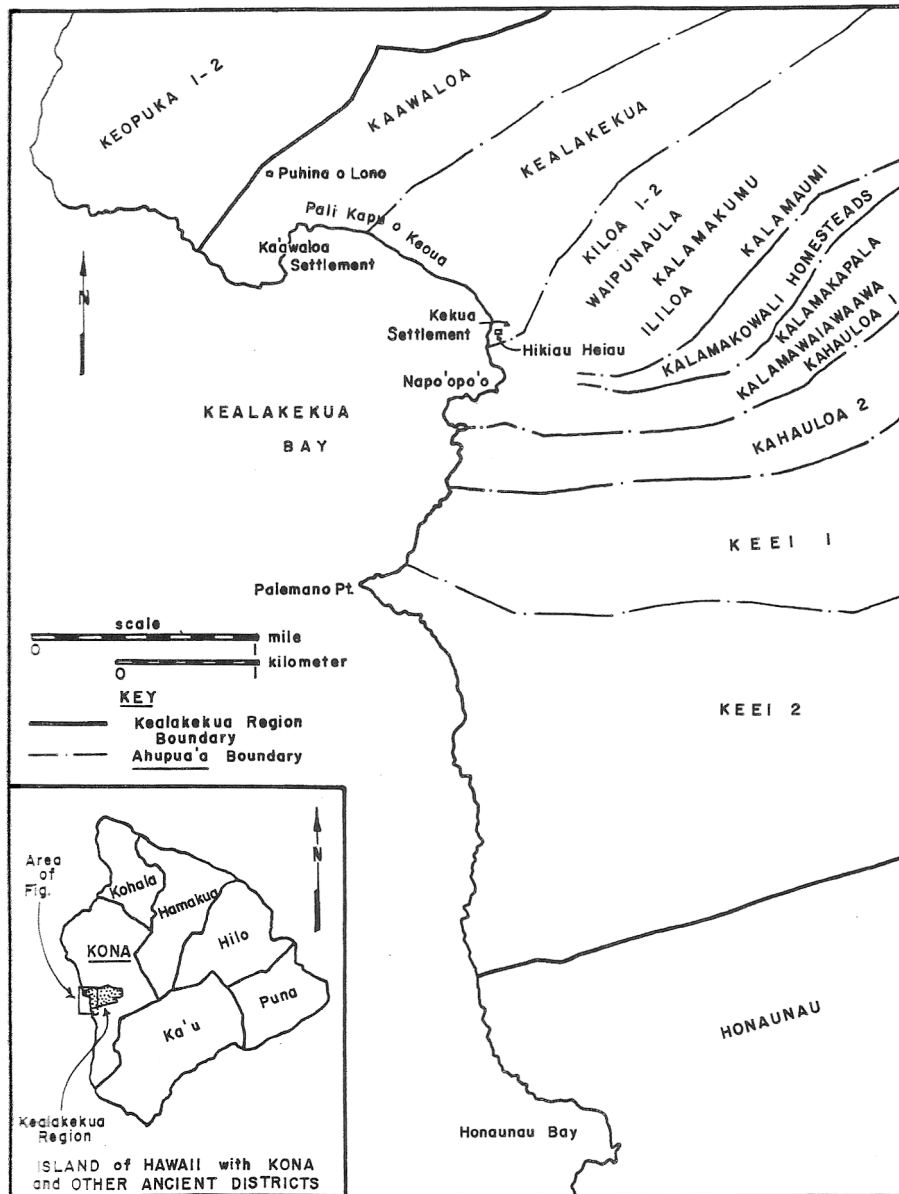 KEOPUKA 1-2
KAAWALOA
KEALAKEKUA
Puhina o Lono
Pali Kapu o Keoua
Ka'awaloa
Settlement
KILOA 1-2
WAIPUNAULA
KALAMAKUMU
ILILOA
KALAMAUMI
KALAMAKOWALI HOMESTEADS
KALAMAKAPALA
KALAMAWAIAWAAWA
KAHAULOA 1
N
Kekua
Settlement
Hikiau Heiau
Napo'opo'o
KEALAKEKUA
BAY
KAHAULOA 2
KEEI 1
Palemano Pt.
scale
mile
0 1
kilometer
0 1
KEY
Kealakekua Region
Boundary
Ahupua'a Boundary
KEEI 2
HONAUNAU
Honaunau Bay
N
Area
of
Fig.
Kohala
Hamakua
KONA
Hilo
Puna
Ka'u
Kealakekua
Region
ISLAND of HAWAII with KONA
and OTHER ANCIENT DISTRICTS